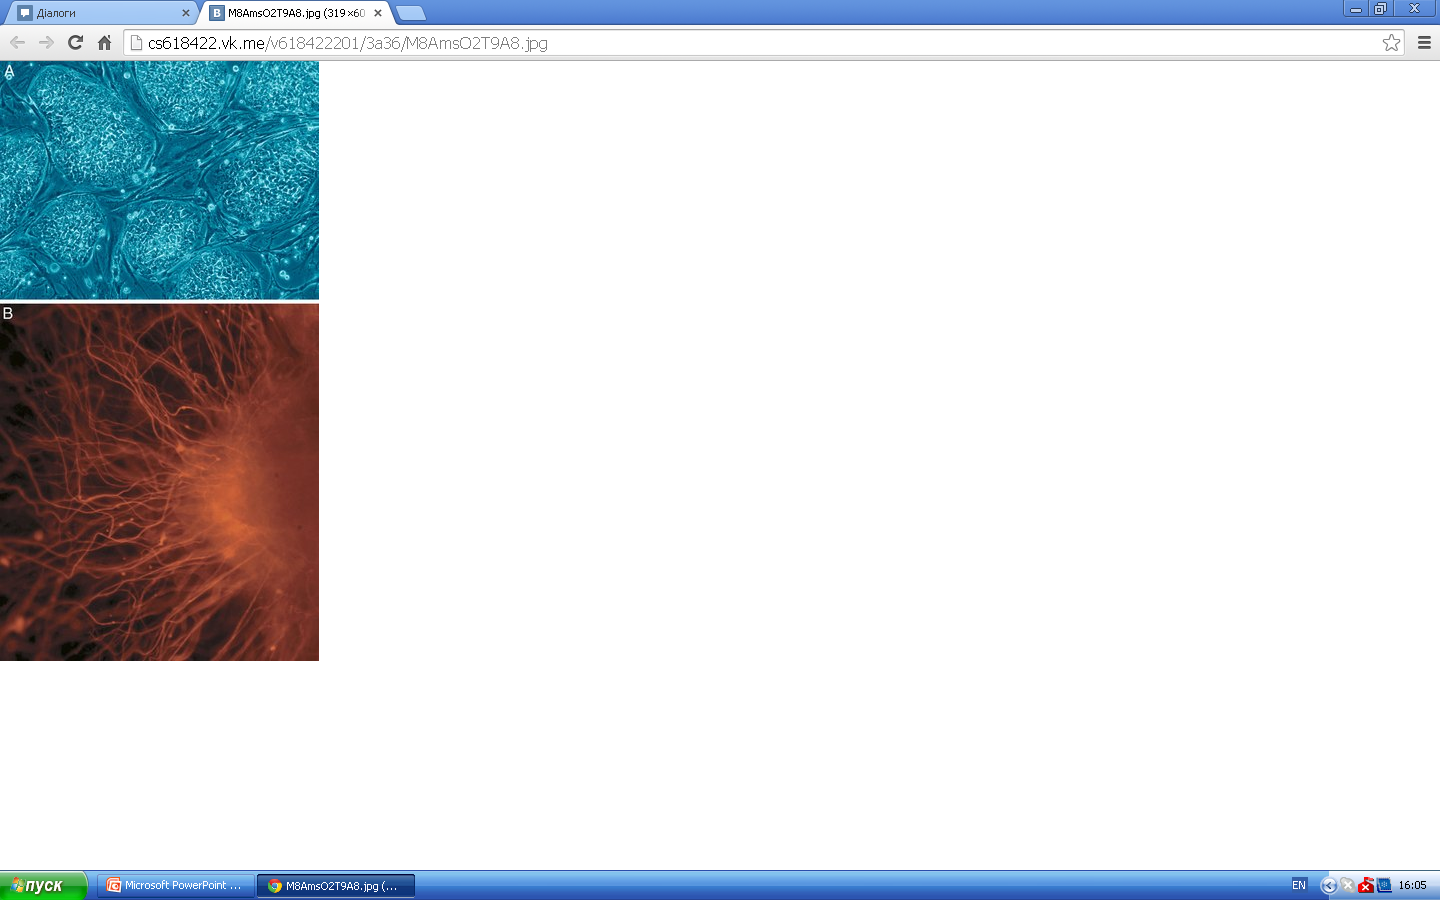 Діалоги
M8AmsO2T9A8.jpg (319×60
cs618422.vk.me/v618422201/3a36/M8AmsO2T9A8.jpg
A
B
пуск
Microsoft PowerPoint ...
M8AmsO2T9A8.jpg (...
EN
16:05